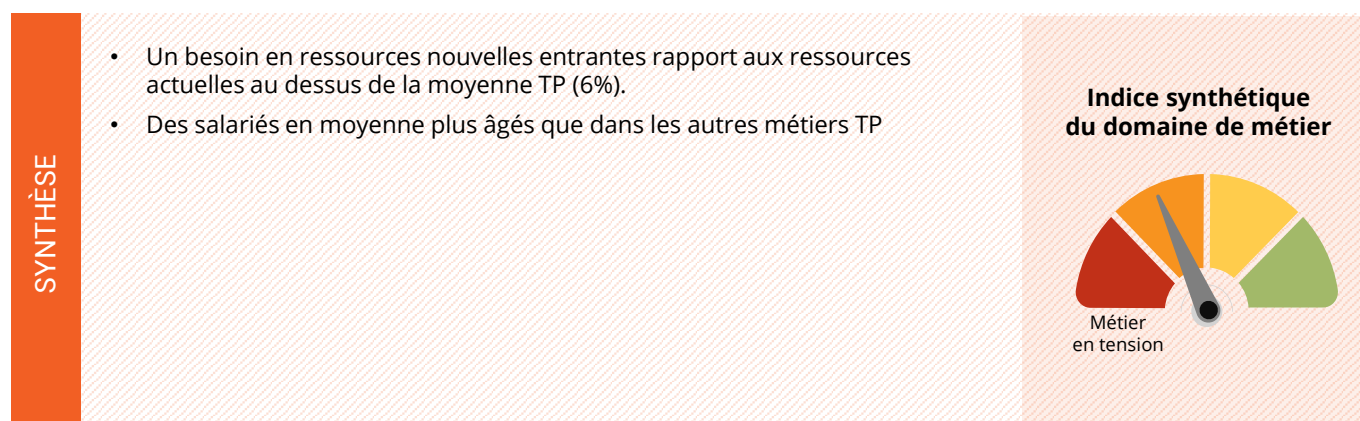 SYNTHÈSE
• Un besoin en ressources nouvelles entrantes rapport aux ressources
actuelles au dessus de la moyenne TP (6%).
• Des salariés en moyenne plus âgés que dans les autres métiers TP
Indice synthétique
du domaine de métier
Métier
en tension